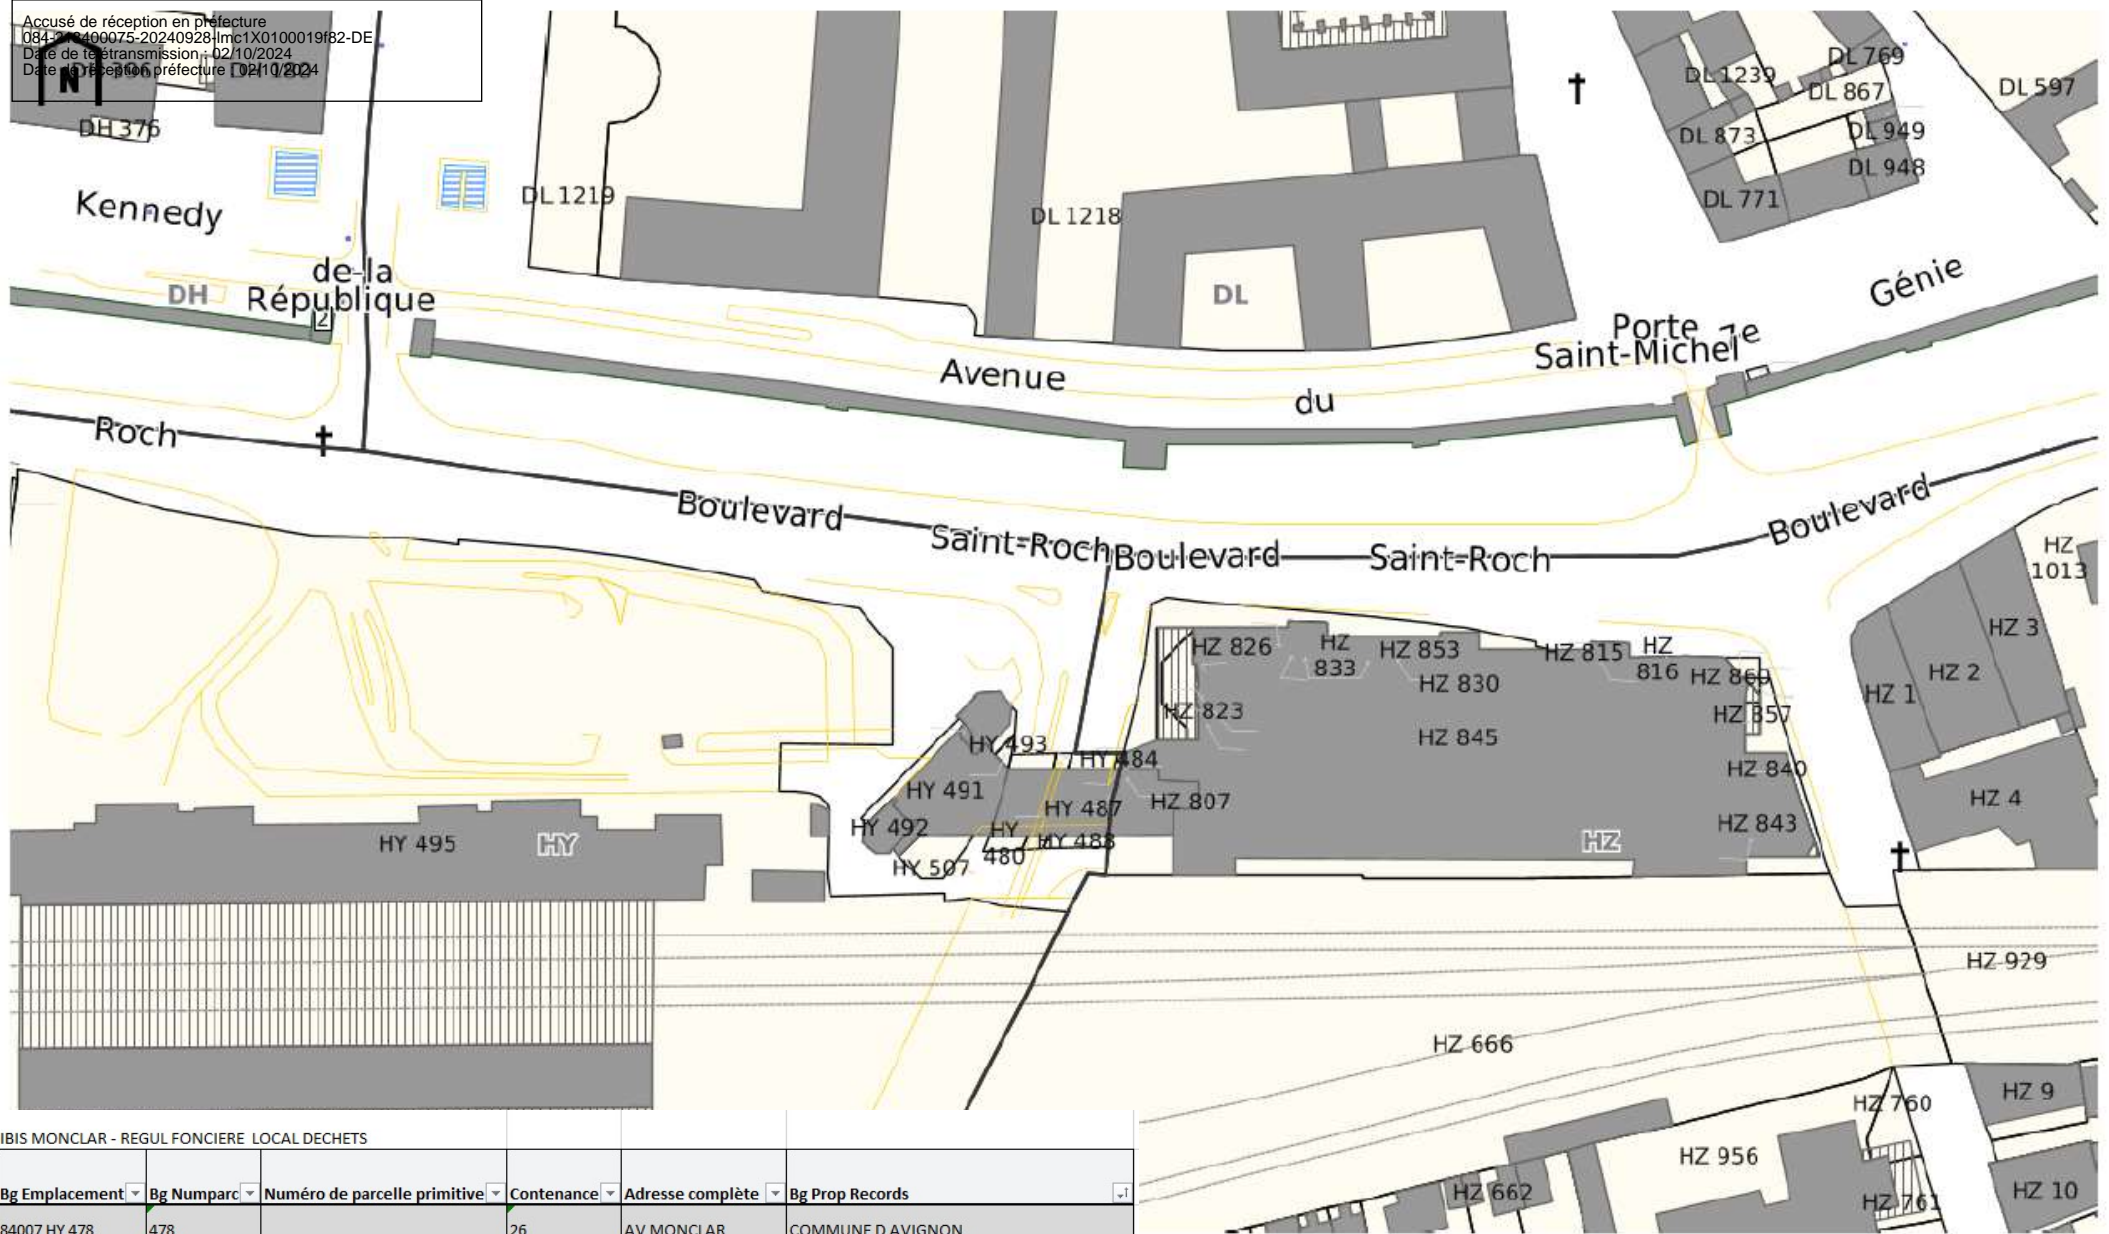 Accusé de réception en préfecture
084-218400075-20240928-lmc1X0100019f82-DE
Date de télétransmission : 02/10/2024
Date de réception préfecture : 02/10/2024
N
DH 376
DL 1239
DL 769
DL 867
DL 597
DL 873
DL 949
DL 948
DL 771
DL 1219
DL 1218
Kennedy
de la
République
DH
2
DL
Génie
Porte
Saint-Michel
7e
Avenue
du
Roch
Boulevard
Saint-Roch
Boulevard
Saint-Roch
Boulevard
HZ
1013
HZ 3
HZ 2
HZ 1
HZ 4
HZ 826
HZ
833
HZ 853
HZ 815
HZ
816
HZ 830
HZ 860
HZ 823
HZ 857
HZ 845
HY 493
HY 484
HZ 840
HY 491
HY 487
HZ 807
HY 492
HY
480
HY 488
HZ 843
HY 495
HY
HZ
HY 507
HZ 929
HZ 666
HZ 9
HZ 760
HZ 956
HZ 662
HZ 761
HZ 10
IBIS MONCLAR - REGUL FONCIERE LOCAL DECHETS
Bg Emplacement Bg Numparc Numéro de parcelle primitive Contenance Adresse complète Bg Prop Records
84007 HY 478 478 26 AV MONCLAR COMMUNE D AVIGNON